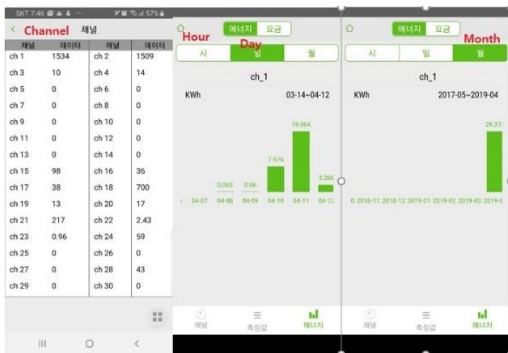 SKT 7:46
57%
Channel
채널
채널 데이터 채널 데이터
ch 1 1534 ch 2 1509
ch 3 10 ch 4 14
ch 5 0 ch 6 0
ch 7 0 ch 8 0
ch 9 0 ch 10 0
ch 11 0 ch 12 0
ch 13 0 ch 14 0
ch 15 98 ch 16 36
ch 17 38 ch 18 700
ch 19 13 ch 20 17
ch 21 217 ch 22 2.43
ch 23 0.96 ch 24 59
ch 25 0 ch 26 0
ch 27 0 ch 28 43
ch 29 0 ch 30 0
에너지 요금
Hour
Day
시 일 월
ch_1
KWh 03-14~04-12
19.004
7.976
0.063 0.06 2.268
04-07 04-08 04-09 04-10 04-11 04-12
채널 측정값 에너지
에너지 요금
Month
시 일 월
ch_1
KWh 2017-05~2019-04
29.37
2018-11 2018-12 2019-01 2019-02 2019-03 2019-0
채널 측정값 에너지